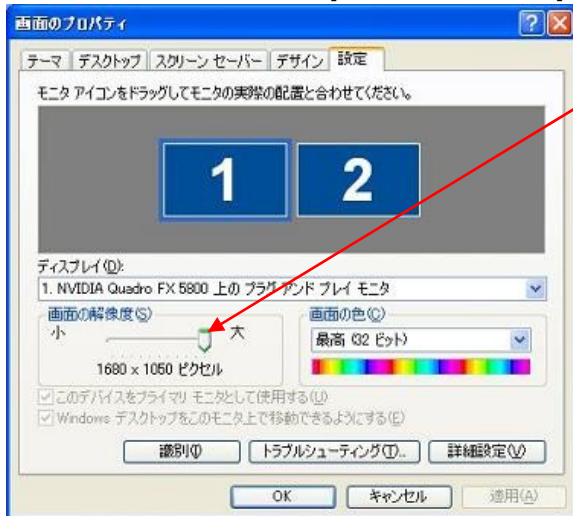 画面のプロパティ
テーマ デスクトップ スクリーン セーバー デザイン 設定
モニタ アイコンをドラッグしてモニタの実際の配置と合わせてください。
1 2
ディスプレイ(D):
1. NVIDIA Quadro FX 5800 上の プラグ アンド プレイ モニタ
画面の解像度(S)
小 大
1680 x 1050 ピクセル
画面の色(C)
最高 (32 ビット)
このデバイスをプライマリ モニタとして使用する(U)
Windows デスクトップをこのモニタ上で移動できるようにする(E)
識別(I) トラブルシューティング(T)... 詳細設定(V)
OK キャンセル 適用(A)